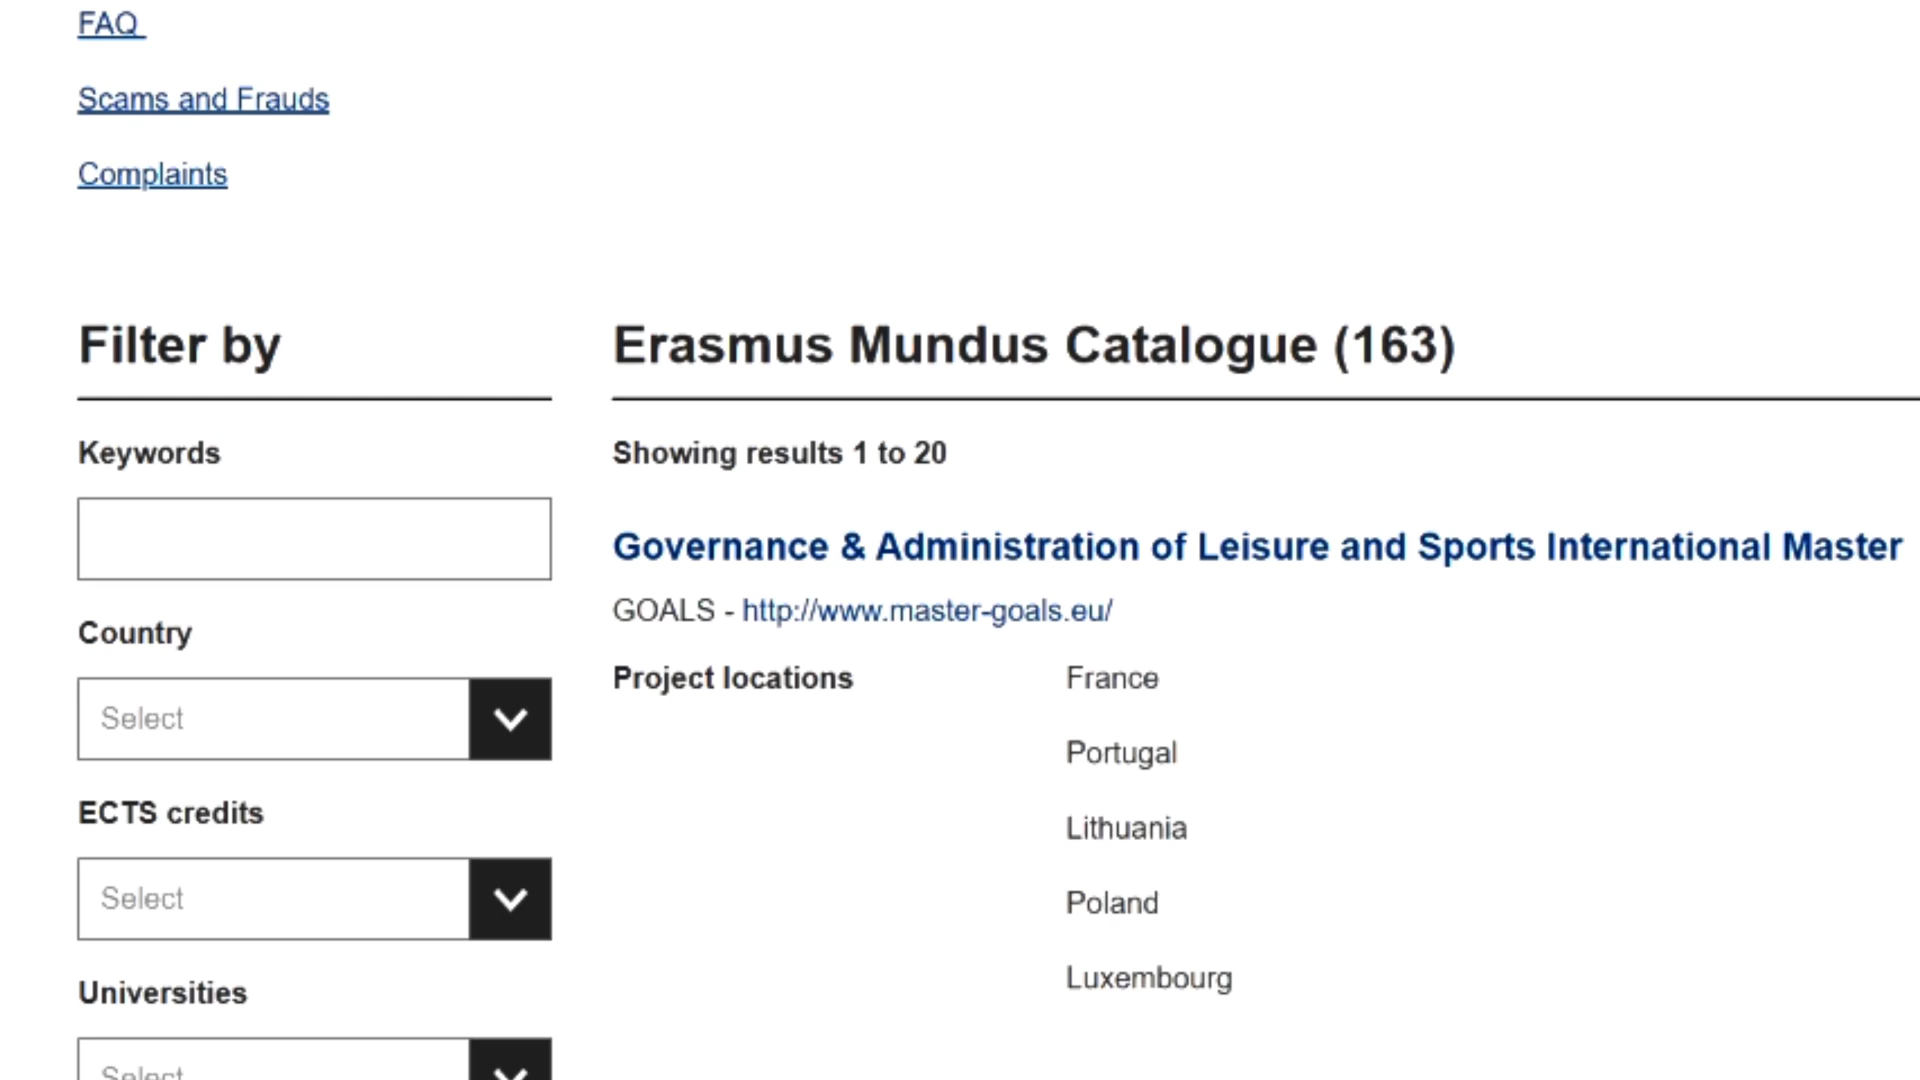 FAQ
Scams and Frauds
Complaints
Filter by
Keywords
Country
Select
ECTS credits
Select
Universities
Select
Erasmus Mundus Catalogue (163)
Showing results 1 to 20
Governance & Administration of Leisure and Sports International Master
GOALS - http://www.master-goals.eu/
Project locations
France
Portugal
Lithuania
Poland
Luxembourg